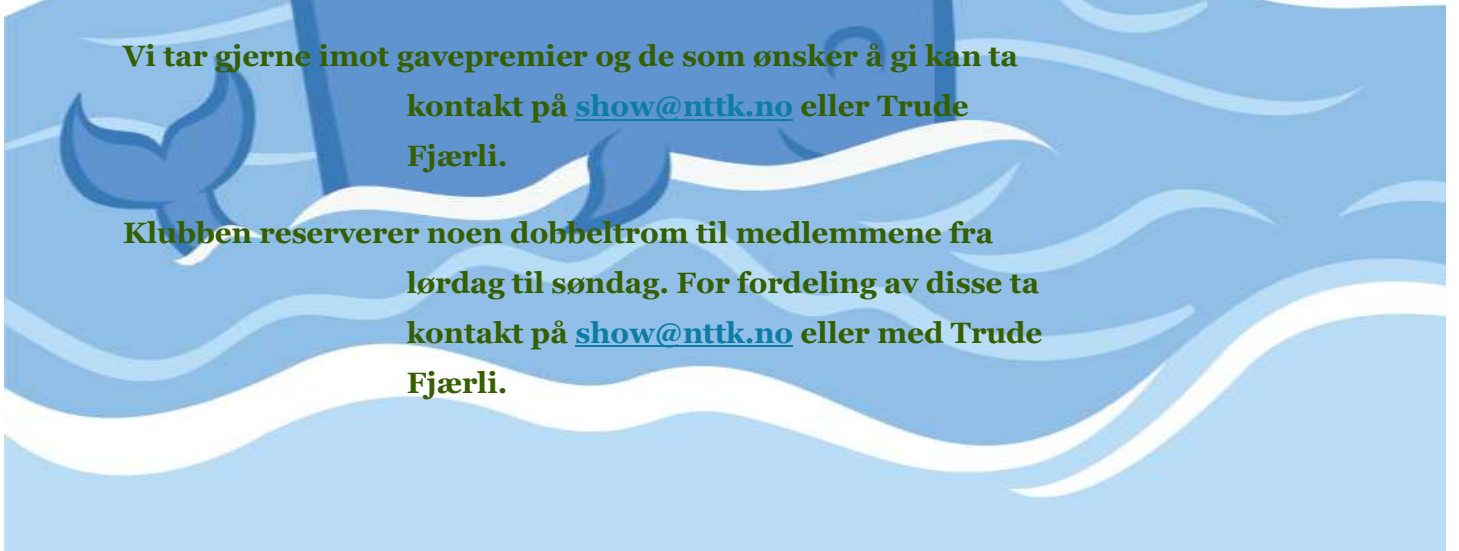 Vi tar gjerne imot gavepremier og de som ønsker å gi kan ta
kontakt på show@nttk.no eller Trude
Fjærli.
Klubben reserverer noen dobbeltrom til medlemmene fra
lørdag til søndag. For fordeling av disse ta
kontakt på show@nttk.no eller med Trude
Fjærli.